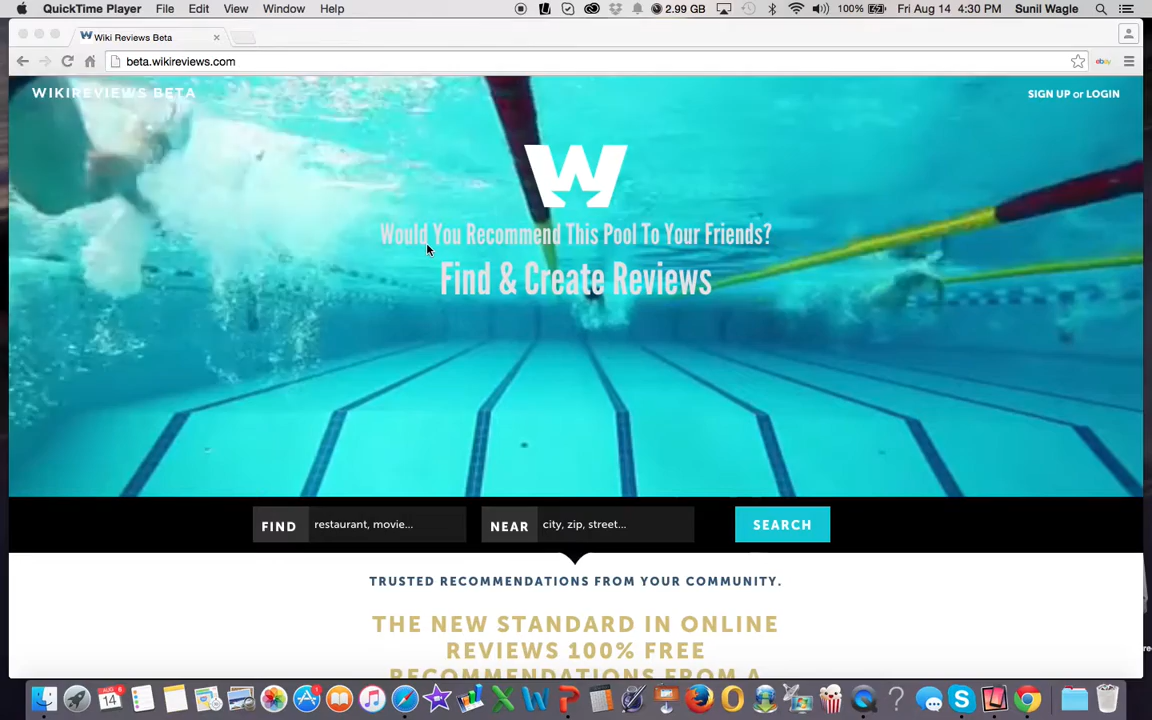 QuickTime Player File Edit View Window Help 2.99 GB 100% Fri Aug 14 4:30 PM Sunil Wagle
Wiki Reviews Beta
beta.wikireviews.com ebay
WIKIREVIEWS BETA SIGN UP or LOGIN
W
Would You Recommend This Pool To Your Friends?
Find & Create Reviews
FIND restaurant, movie... NEAR city, zip, street... SEARCH
TRUSTED RECOMMENDATIONS FROM YOUR COMMUNITY.
THE NEW STANDARD IN ONLINE
REVIEWS 100% FREE
RECOMMENDATIONS FROM A